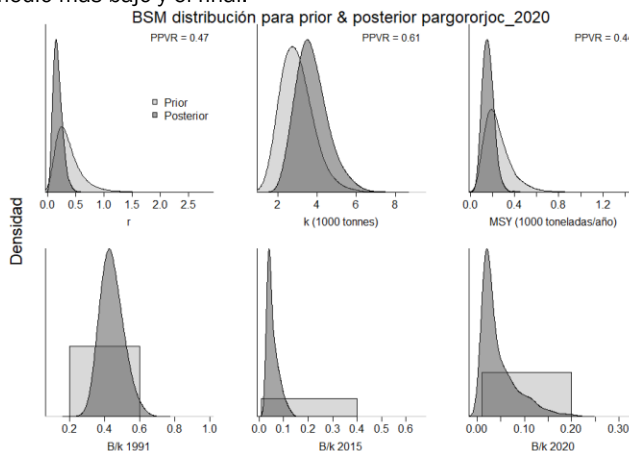 BSM distribución para prior & posterior pargororjoc_2020
PPVR = 0.47
PPVR = 0.61
Prior
Posterior
Densidad
0.0 0.5 1.0 1.5 2.0 2.5
2 4 6 8
0.0 0.4 0.8 1.2
r
k (1000 tonnes)
MSY (1000 toneladas/año)
0.2 0.4 0.6 0.8 1.0
0.0 0.1 0.2 0.3 0.4 0.5 0.6
0.00 0.10 0.20 0.30
B/k 1991
B/k 2015
B/k 2020